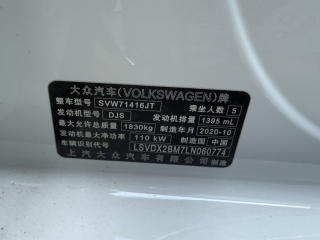 大众汽车(VOLKSWAGEN)牌
整车型号 SVW71416JT 乘坐人数 5
发动机型号 DJS 发动机排量 1395 mL
最大允许总质量 1830kg 制造年月 2020-10
发动机最大净功率 110 kW 制造国 中国
车辆识别代号 LSVDX2BM7LN060774
上汽大众汽车有限公司 制造